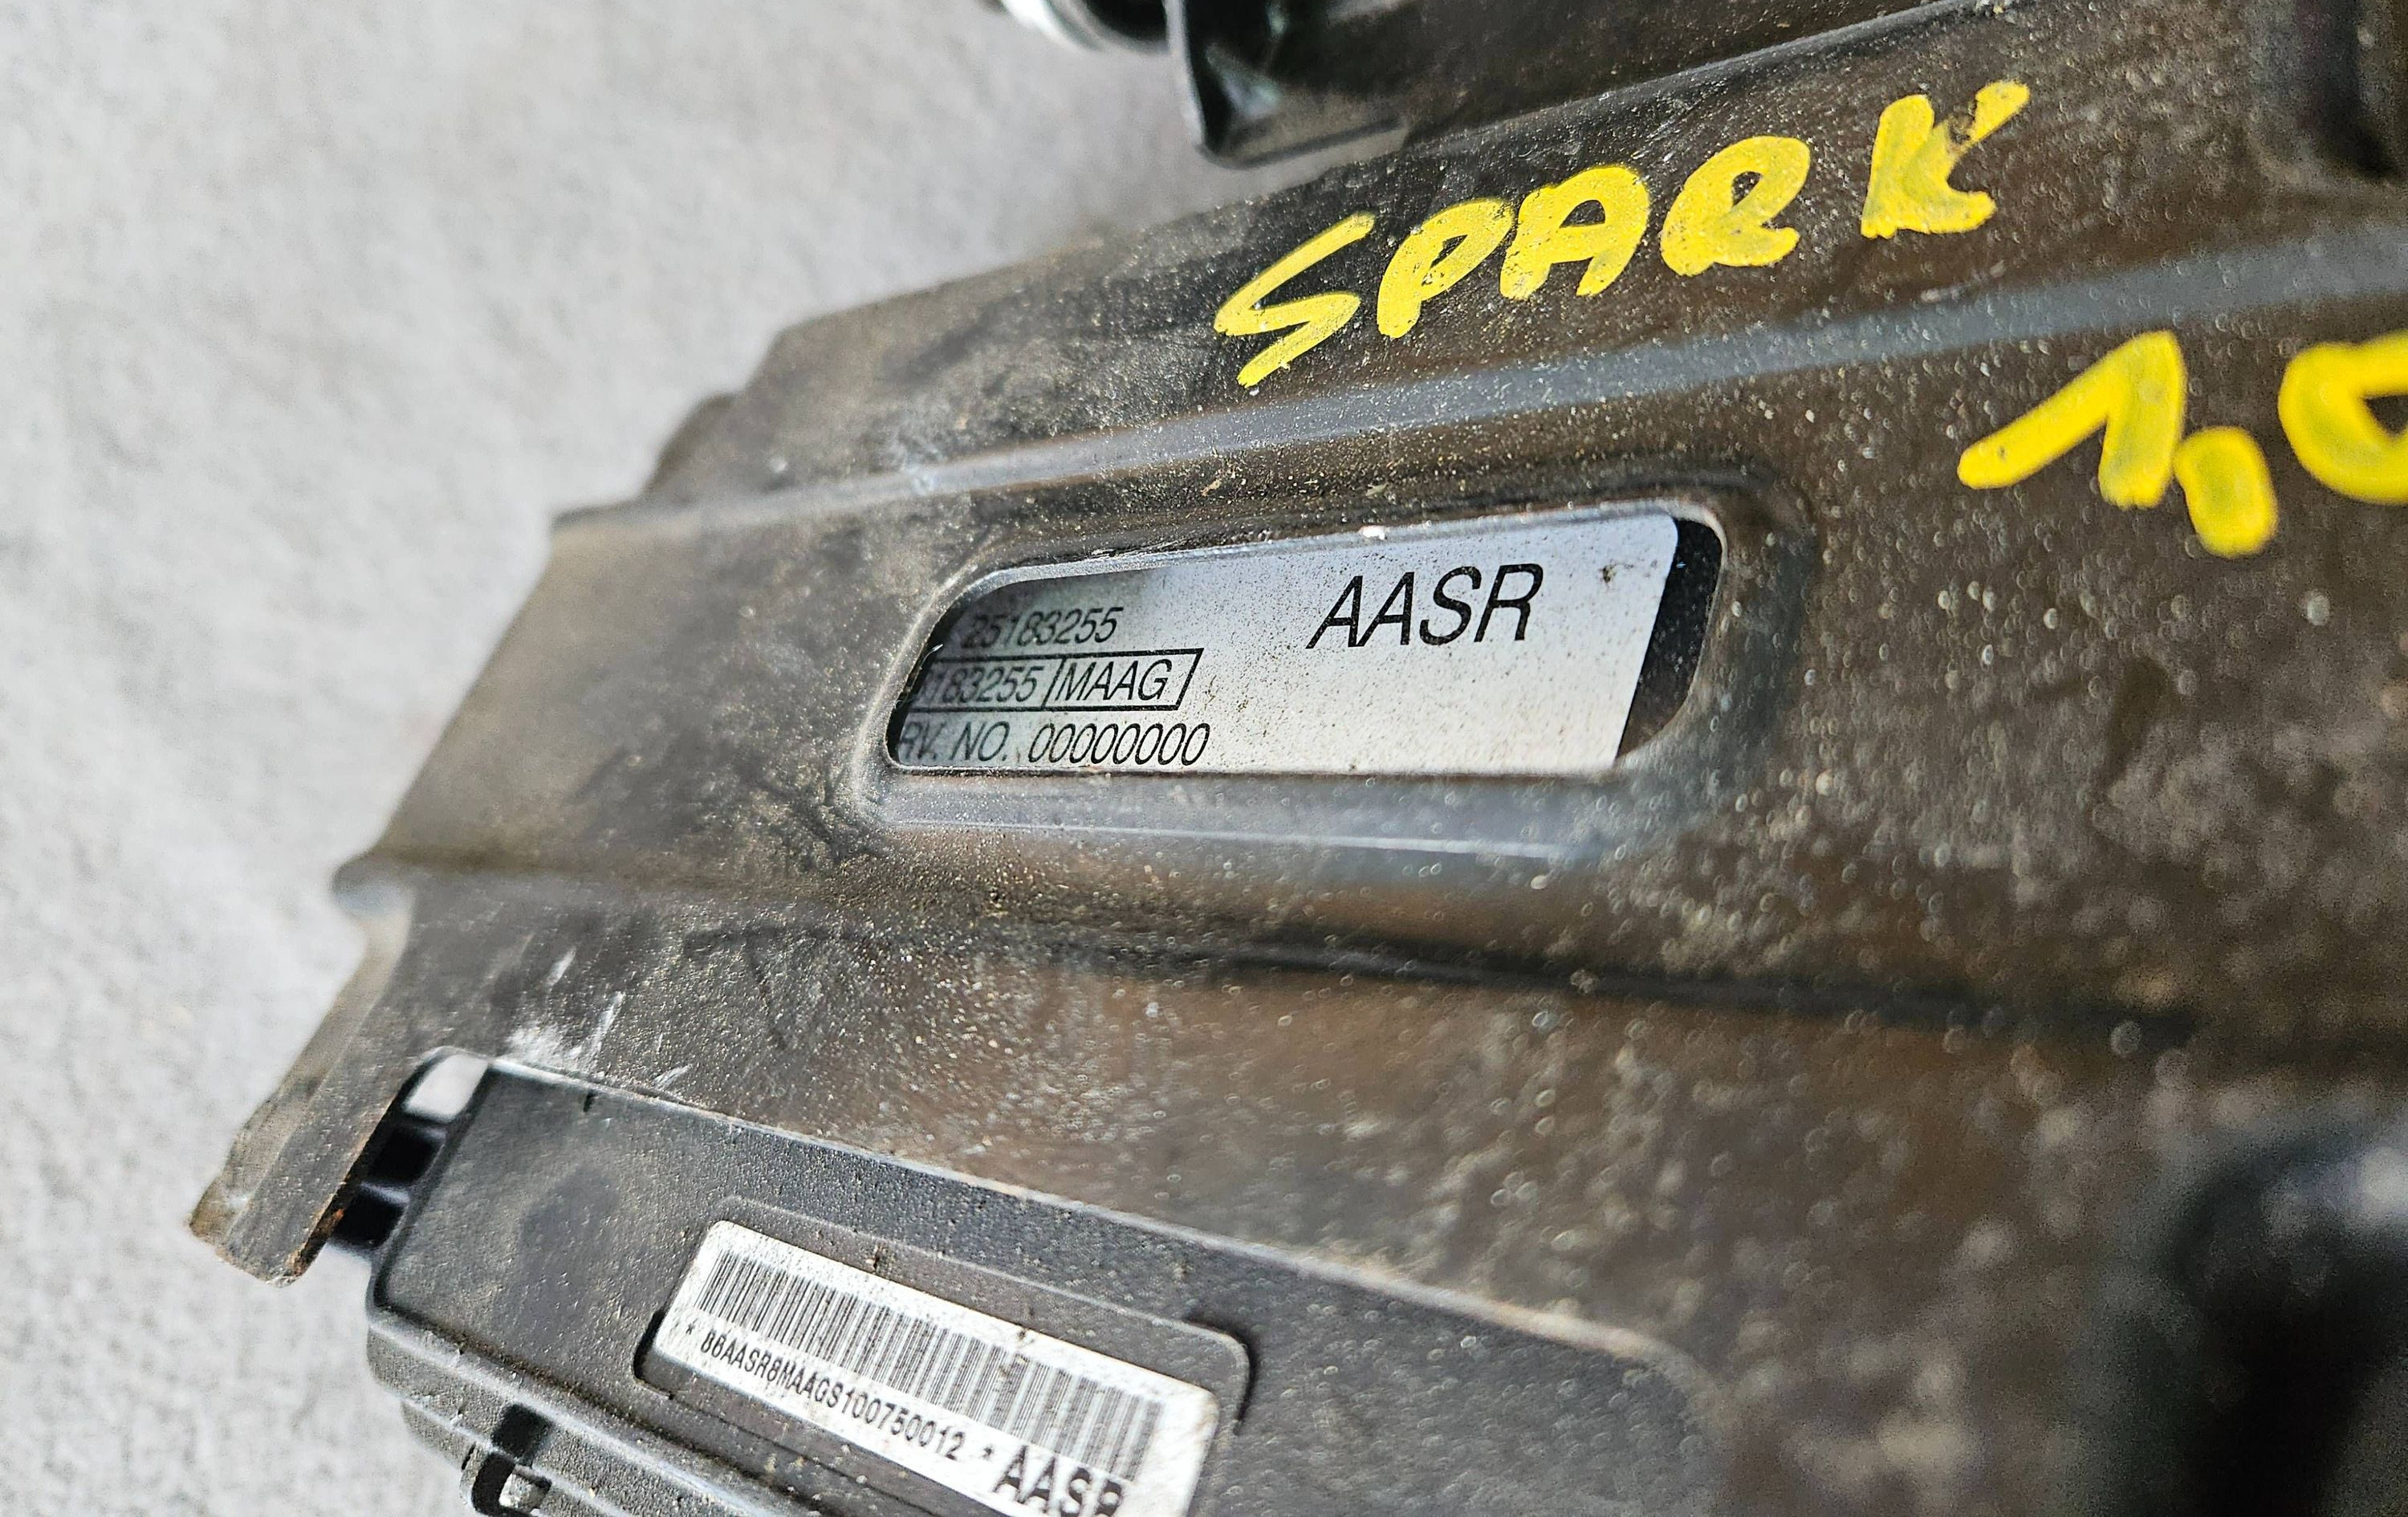 SPARK
1,0
25183255
AASR
183255 MAAG
RV. NO. 00000000
* 86AASR8MAAGS100750012 * AASR